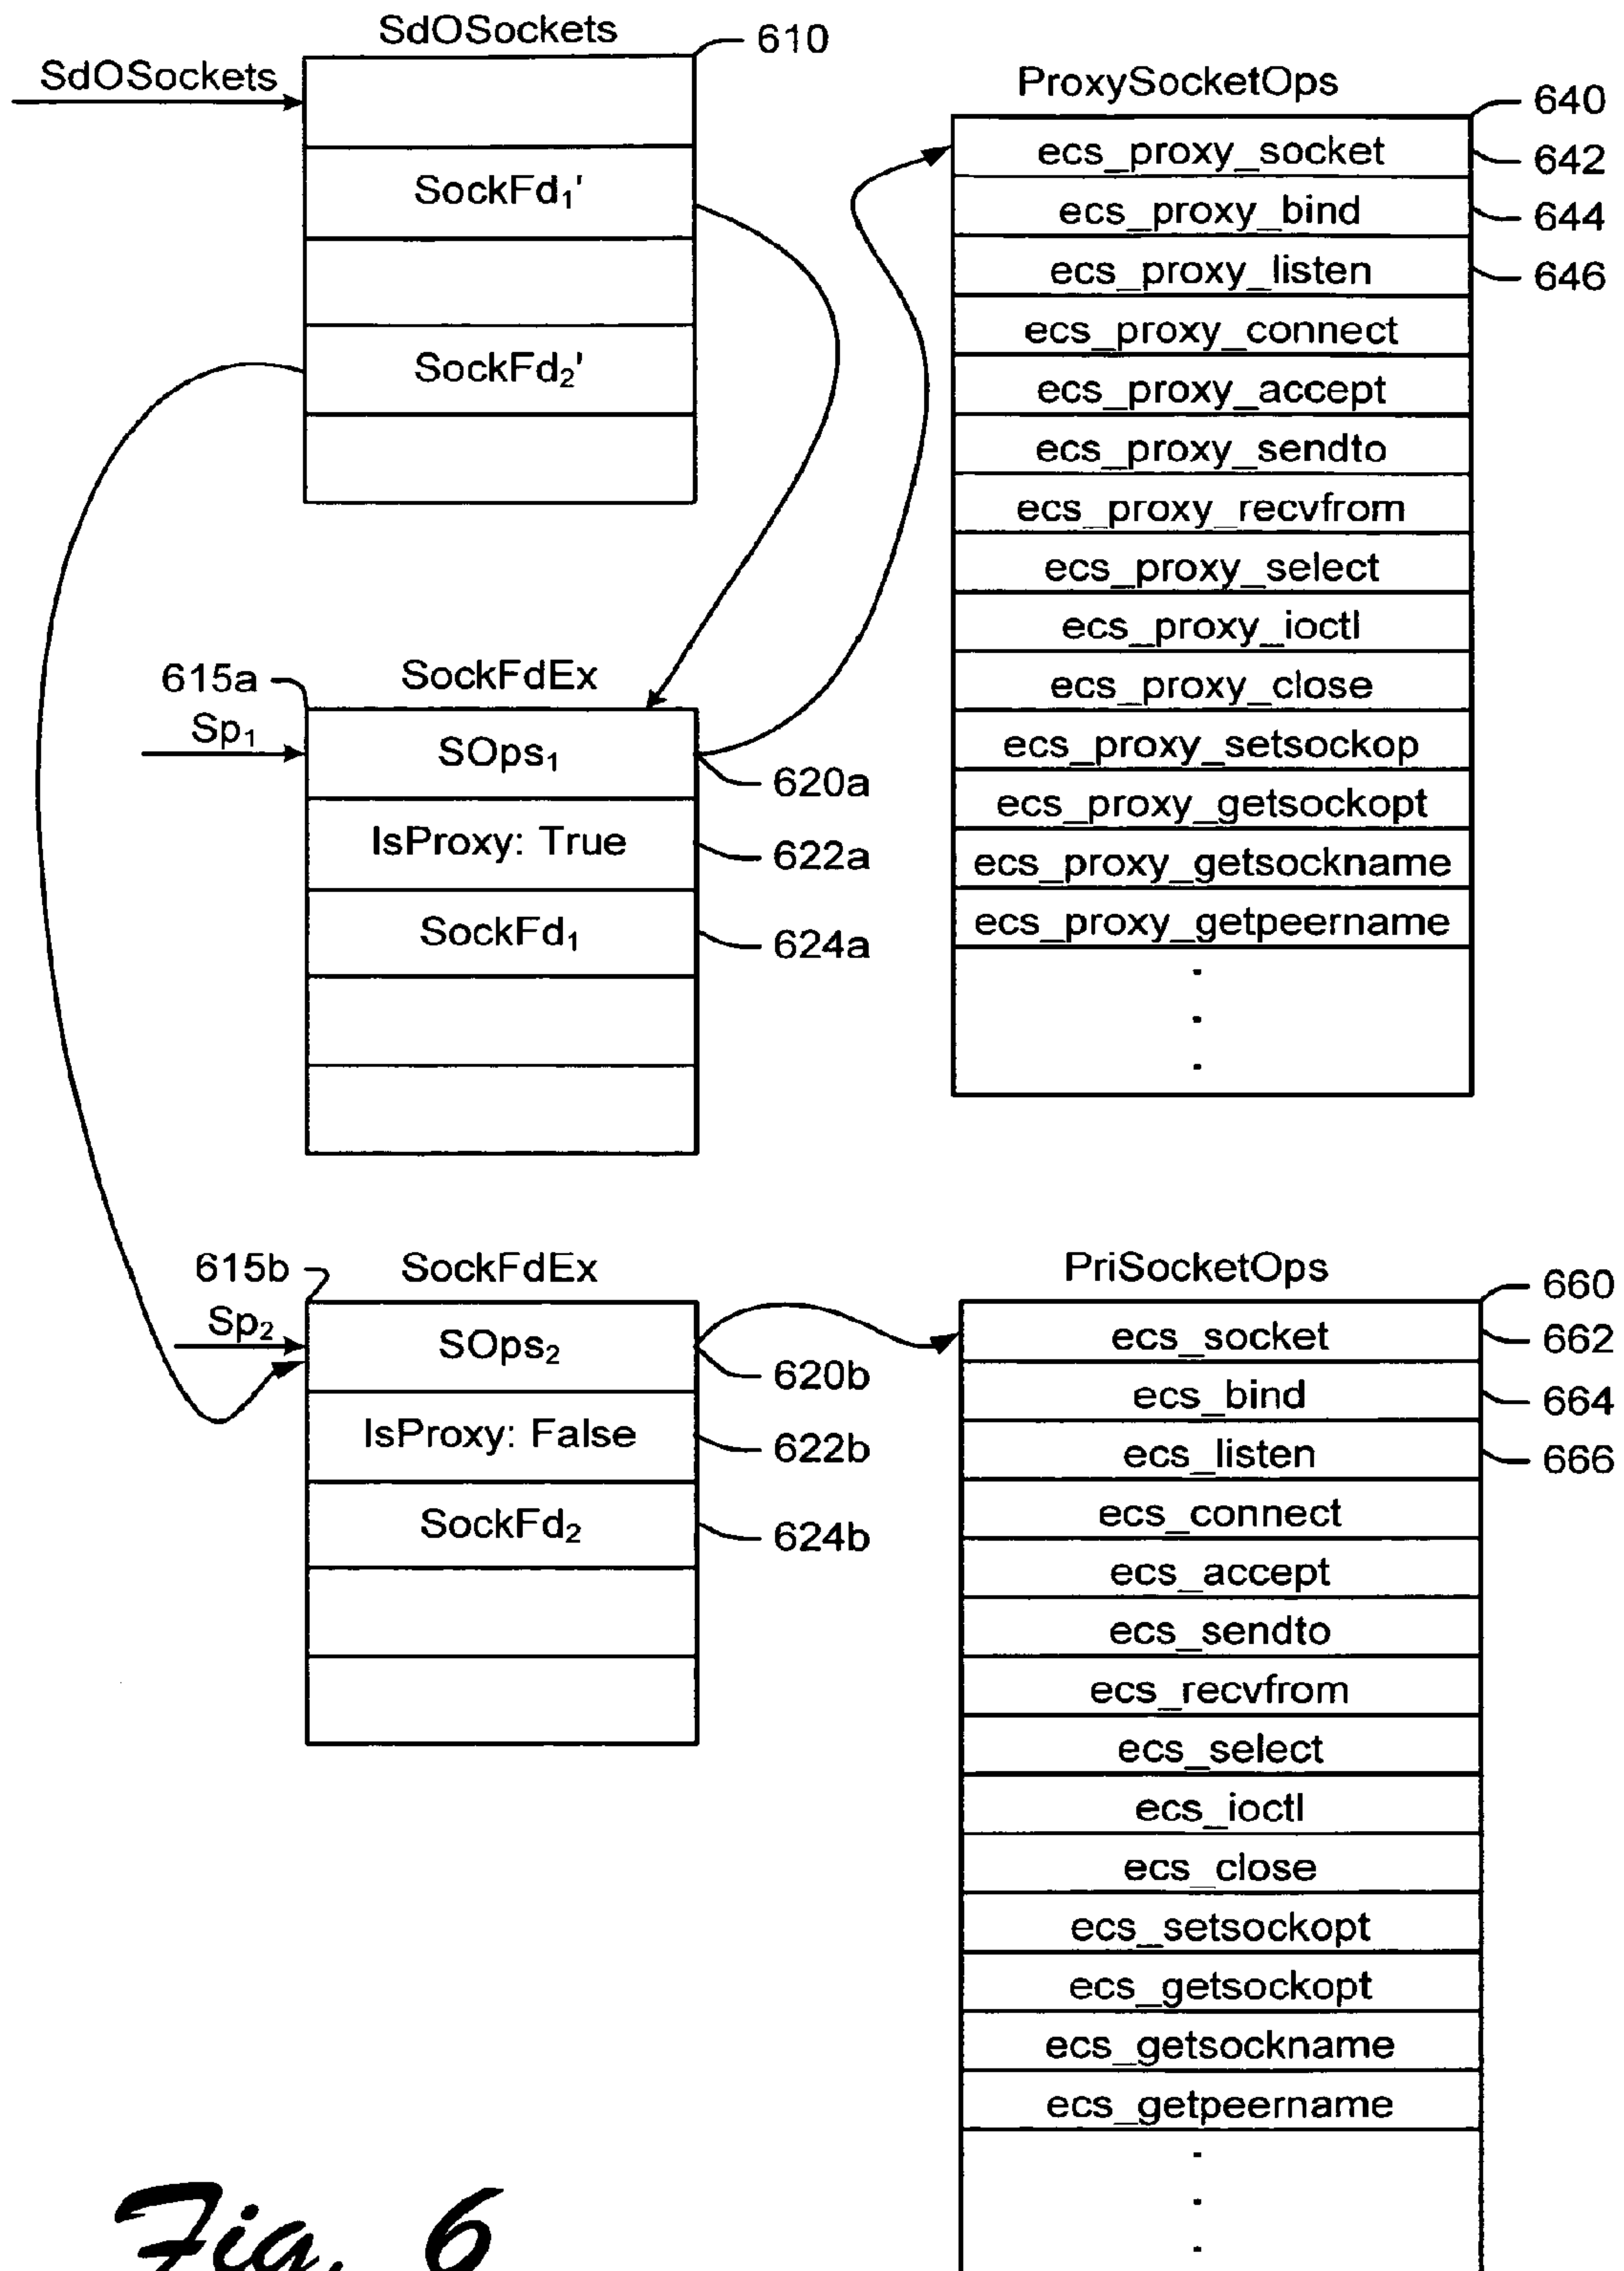 SdOSockets
610
SdOSockets
SockFd₁'
SockFd₂'
ProxySocketOps
640
ecs_proxy_socket
642
ecs_proxy_bind
644
ecs_proxy_listen
646
ecs_proxy_connect
ecs_proxy_accept
ecs_proxy_sendto
ecs_proxy_recvfrom
ecs_proxy_select
ecs_proxy_ioctl
ecs_proxy_close
ecs_proxy_setsockop
ecs_proxy_getsockopt
ecs_proxy_getsockname
ecs_proxy_getpeername
.
.
.
615a
SockFdEx
Sp₁
SOps₁
620a
IsProxy: True
622a
SockFd₁
624a
615b
SockFdEx
Sp₂
SOps₂
620b
IsProxy: False
622b
SockFd₂
624b
PriSocketOps
660
ecs_socket
662
ecs_bind
664
ecs_listen
666
ecs_connect
ecs_accept
ecs_sendto
ecs_recvfrom
ecs_select
ecs_ioctl
ecs_close
ecs_setsockopt
ecs_getsockopt
ecs_getsockname
ecs_getpeername
.
.
.
Fig. 6